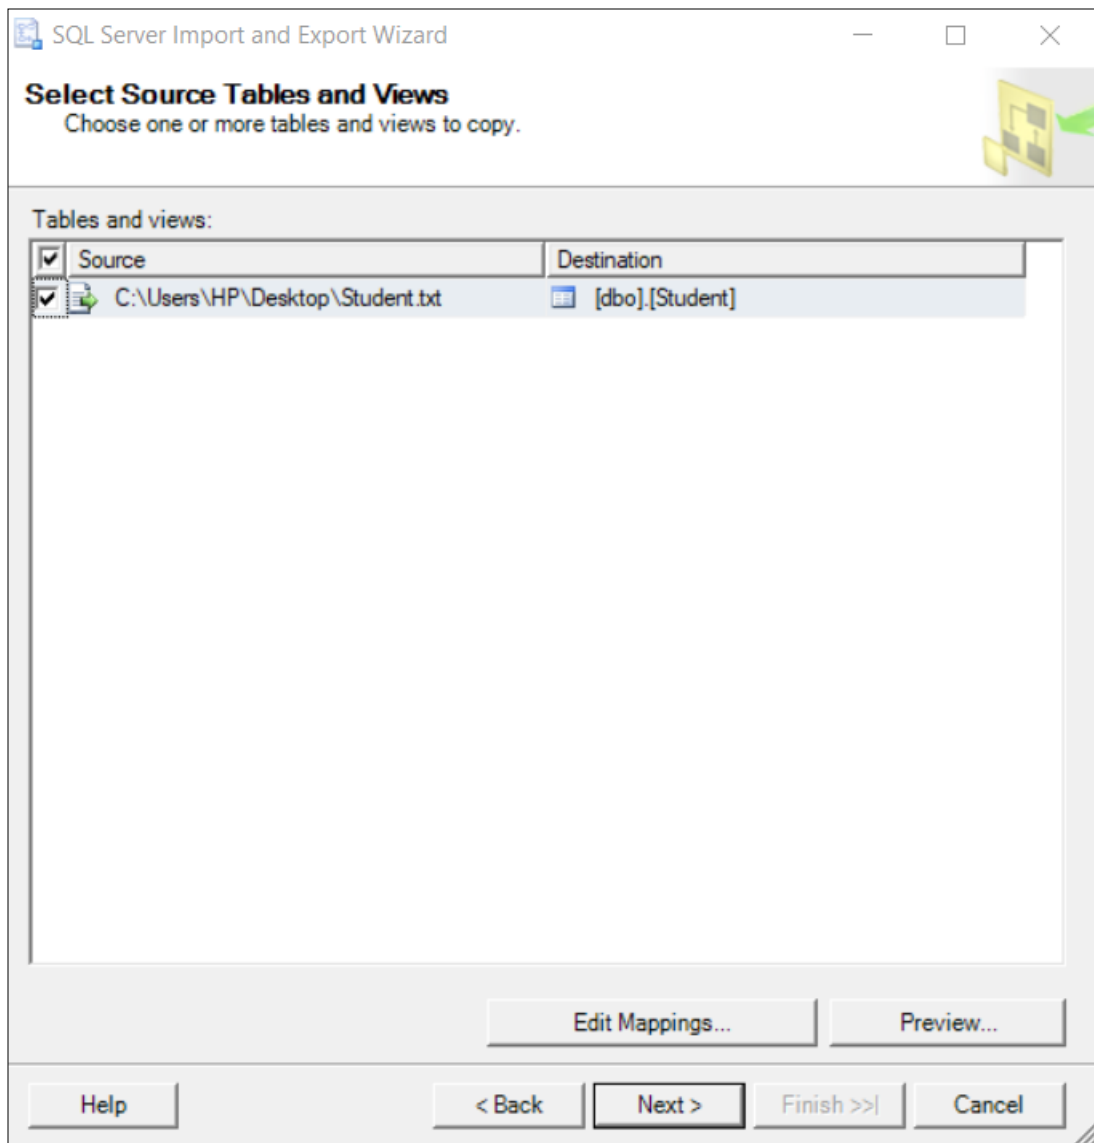 SQL Server Import and Export Wizard
Select Source Tables and Views
Choose one or more tables and views to copy.
Tables and views:
Source Destination
C:\Users\HP\Desktop\Student.txt [dbo].[Student]
Edit Mappings... Preview...
Help < Back Next > Finish >>| Cancel